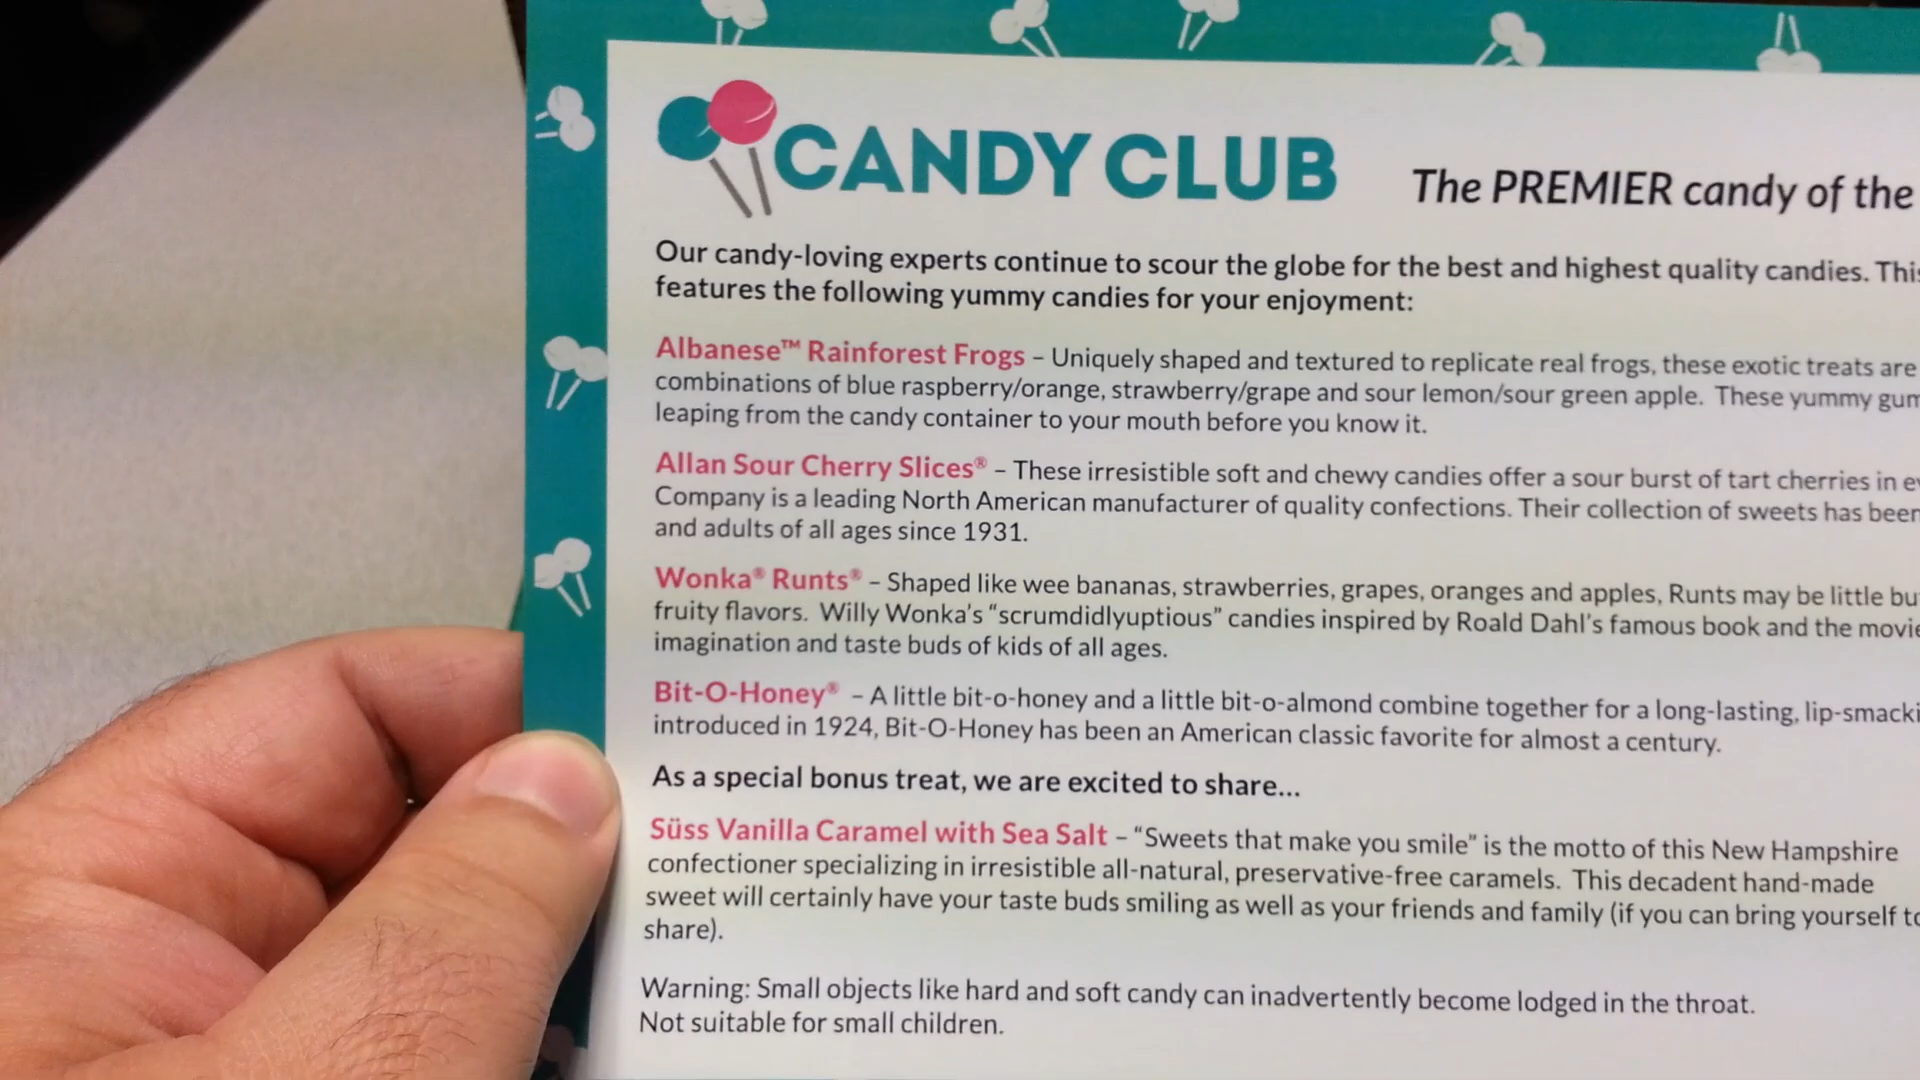 CANDY CLUB
The PREMIER candy of the
Our candy-loving experts continue to scour the globe for the best and highest quality candies. This
features the following yummy candies for your enjoyment:
Albanese™ Rainforest Frogs – Uniquely shaped and textured to replicate real frogs, these exotic treats are
combinations of blue raspberry/orange, strawberry/grape and sour lemon/sour green apple. These yummy
leaping from the candy container to your mouth before you know it.
Allan Sour Cherry Slices® – These irresistible soft and chewy candies offer a sour burst of tart cherries in
Company is a leading North American manufacturer of quality confections. Their collection of sweets has been
and adults of all ages since 1931.
Wonka® Runts® – Shaped like wee bananas, strawberries, grapes, oranges and apples, Runts may be little
fruity flavors. Willy Wonka's "scrumdidlyuptious" candies inspired by Roald Dahl's famous book and the
imagination and taste buds of kids of all ages.
Bit-O-Honey® – A little bit-o-honey and a little bit-o-almond combine together for a long-lasting,
introduced in 1924, Bit-O-Honey has been an American classic favorite for almost a century.
As a special bonus treat, we are excited to share...
Süss Vanilla Caramel with Sea Salt – "Sweets that make you smile" is the motto of this New Hampshire
confectioner specializing in irresistible all-natural, preservative-free caramels. This decadent hand-made
sweet will certainly have your taste buds smiling as well as your friends and family (if you can bring yourself to
share).
Warning: Small objects like hard and soft candy can inadvertently become lodged in the throat.
Not suitable for small children.